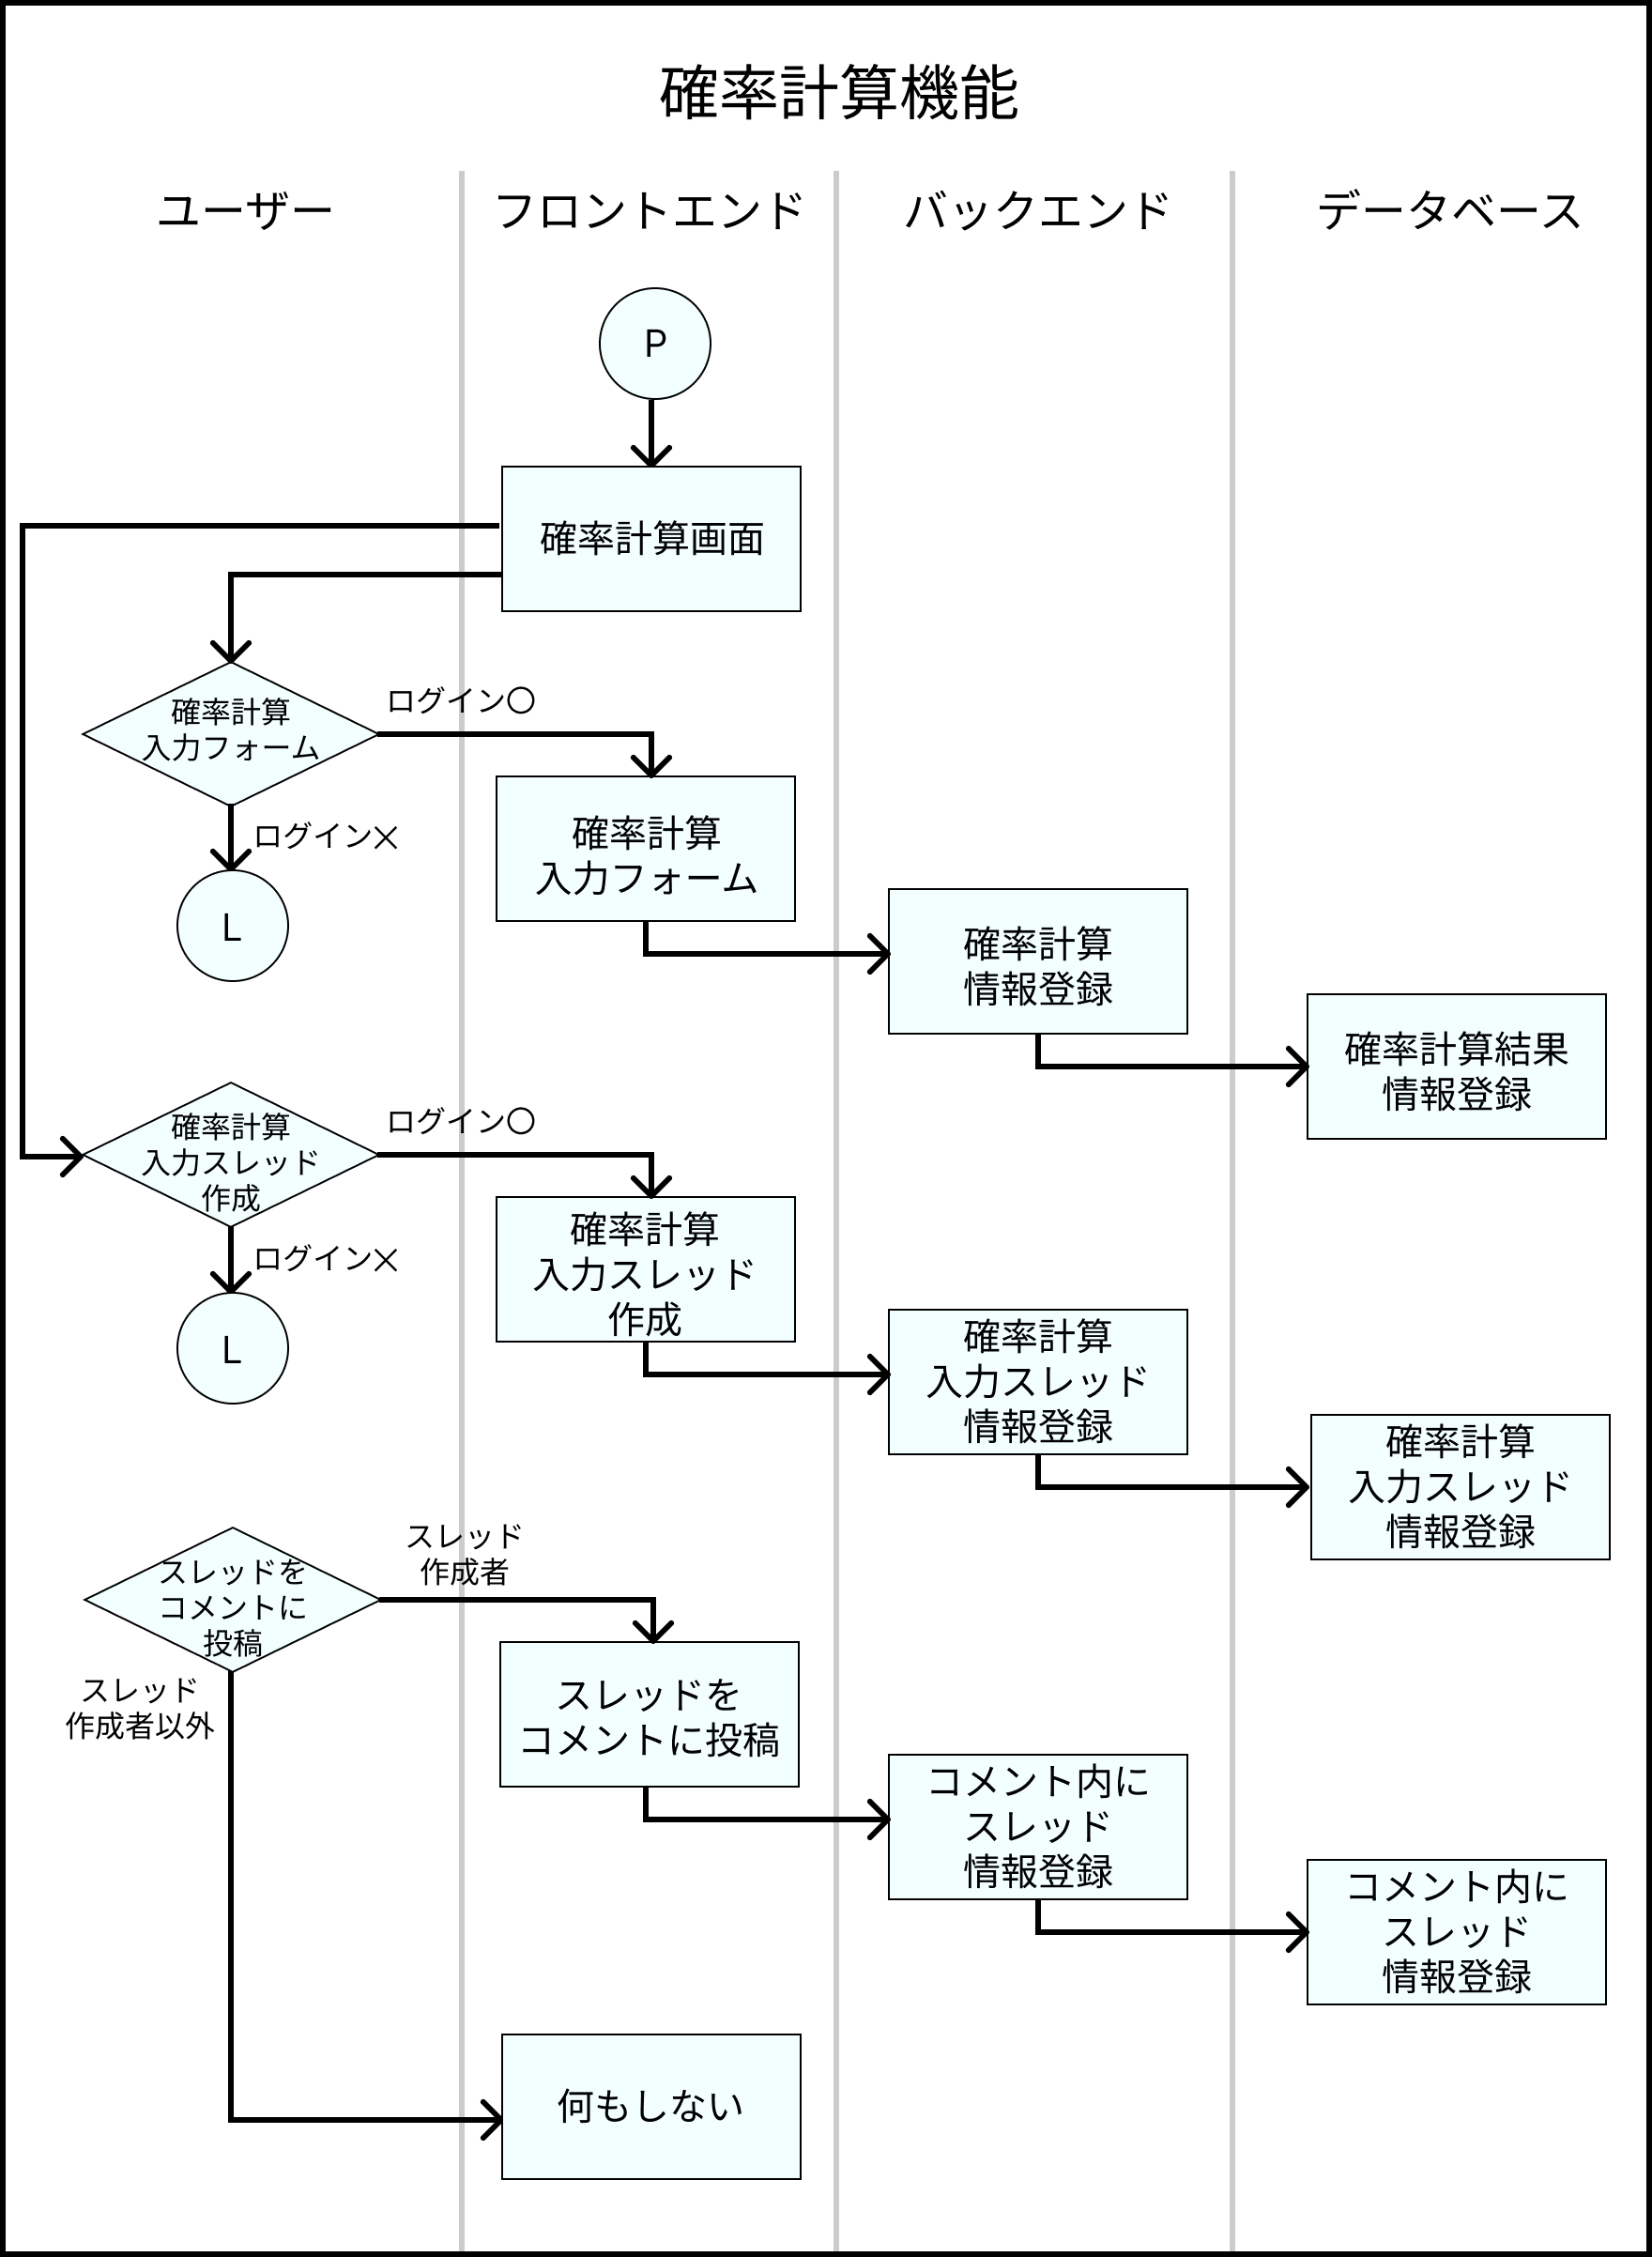 確率計算機能
ユーザー
フロントエンド
バックエンド
データベース
P
確率計算画面
確率計算
入力フォーム
ログイン〇
ログイン✕
L
確率計算
入力フォーム
確率計算
情報登録
確率計算結果
情報登録
確率計算
入力スレッド
作成
ログイン〇
ログイン✕
L
確率計算
入力スレッド
作成
確率計算
入力スレッド
情報登録
確率計算
入力スレッド
情報登録
スレッドを
コメントに
投稿
スレッド
作成者
スレッド
作成者以外
スレッドを
コメントに投稿
コメント内に
スレッド
情報登録
コメント内に
スレッド
情報登録
何もしない